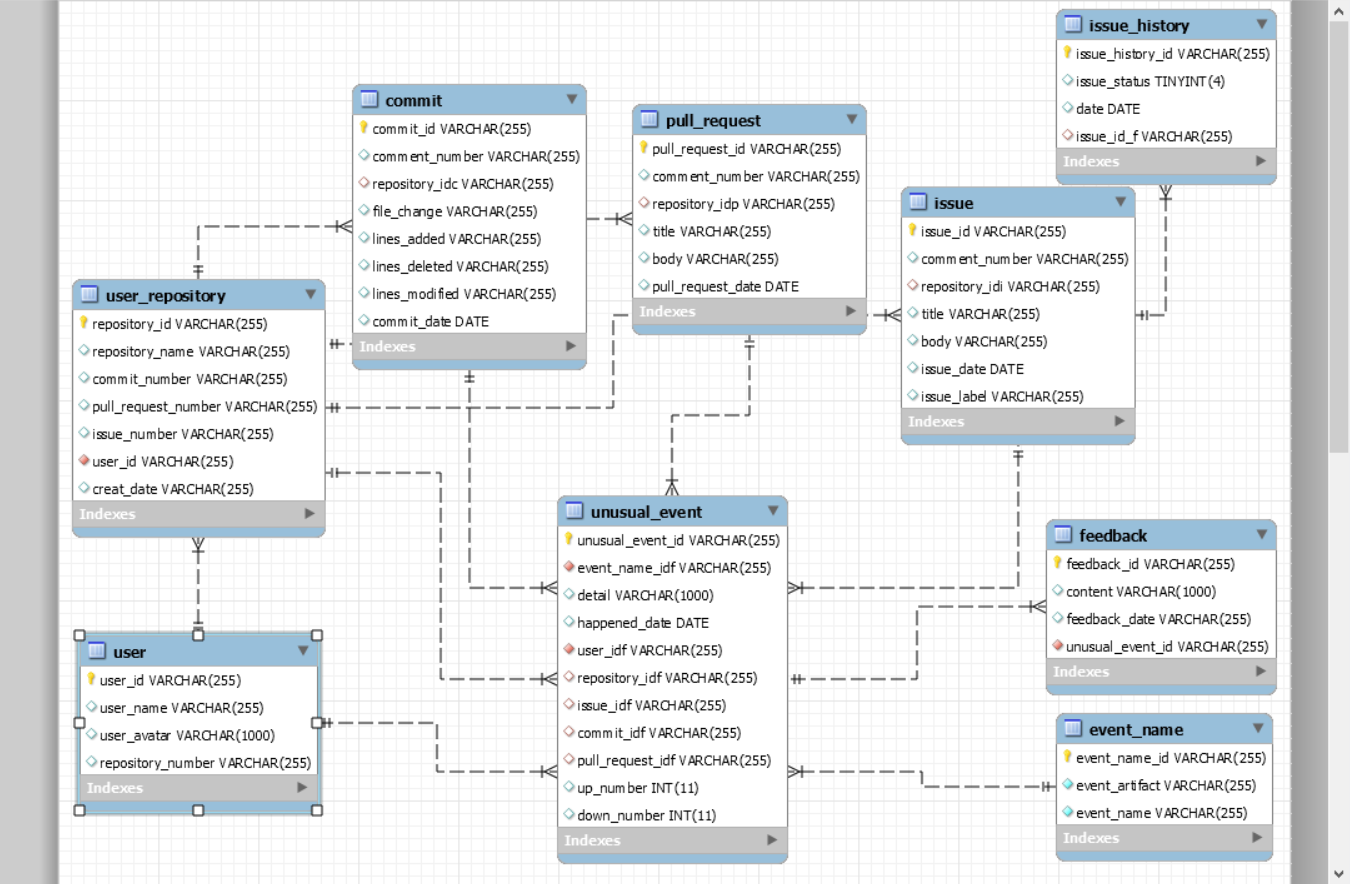 issue_history
issue_history_id VARCHAR(255)
issue_status TINYINT(4)
date DATE
issue_id_f VARCHAR(255)
Indexes
commit
commit_id VARCHAR(255)
comment_number VARCHAR(255)
repository_idc VARCHAR(255)
file_change VARCHAR(255)
lines_added VARCHAR(255)
lines_deleted VARCHAR(255)
lines_modified VARCHAR(255)
commit_date DATE
Indexes
pull_request
pull_request_id VARCHAR(255)
comment_number VARCHAR(255)
repository_idp VARCHAR(255)
title VARCHAR(255)
body VARCHAR(255)
pull_request_date DATE
Indexes
issue
issue_id VARCHAR(255)
comment_number VARCHAR(255)
repository_idi VARCHAR(255)
title VARCHAR(255)
body VARCHAR(255)
issue_date DATE
issue_label VARCHAR(255)
Indexes
user_repository
repository_id VARCHAR(255)
repository_name VARCHAR(255)
commit_number VARCHAR(255)
pull_request_number VARCHAR(255)
issue_number VARCHAR(255)
user_id VARCHAR(255)
creat_date VARCHAR(255)
Indexes
unusual_event
unusual_event_id VARCHAR(255)
event_name_idf VARCHAR(255)
detail VARCHAR(1000)
happened_date DATE
user_idf VARCHAR(255)
repository_idf VARCHAR(255)
issue_idf VARCHAR(255)
commit_idf VARCHAR(255)
pull_request_idf VARCHAR(255)
up_number INT(11)
down_number INT(11)
Indexes
feedback
feedback_id VARCHAR(255)
content VARCHAR(1000)
feedback_date VARCHAR(255)
unusual_event_id VARCHAR(255)
Indexes
user
user_id VARCHAR(255)
user_name VARCHAR(255)
user_avatar VARCHAR(1000)
repository_number VARCHAR(255)
Indexes
event_name
event_name_id VARCHAR(255)
event_artifact VARCHAR(255)
event_name VARCHAR(255)
Indexes